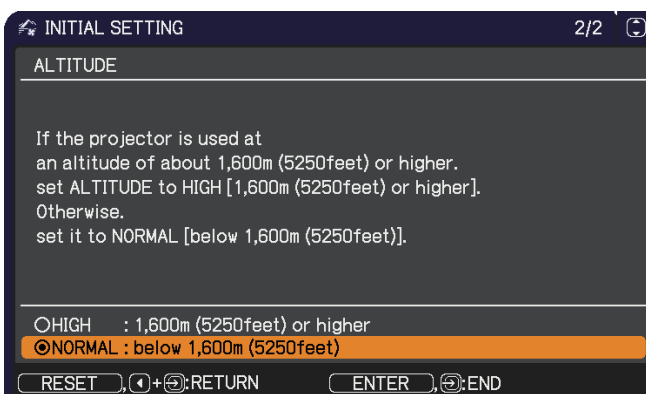 INITIAL SETTING 2/2
ALTITUDE
If the projector is used at
an altitude of about 1,600m (5250feet) or higher.
set ALTITUDE to HIGH [1,600m (5250feet) or higher].
Otherwise.
set it to NORMAL [below 1,600m (5250feet)].
HIGH : 1,600m (5250feet) or higher
NORMAL : below 1,600m (5250feet)
RESET ,+:RETURN ENTER ,:END